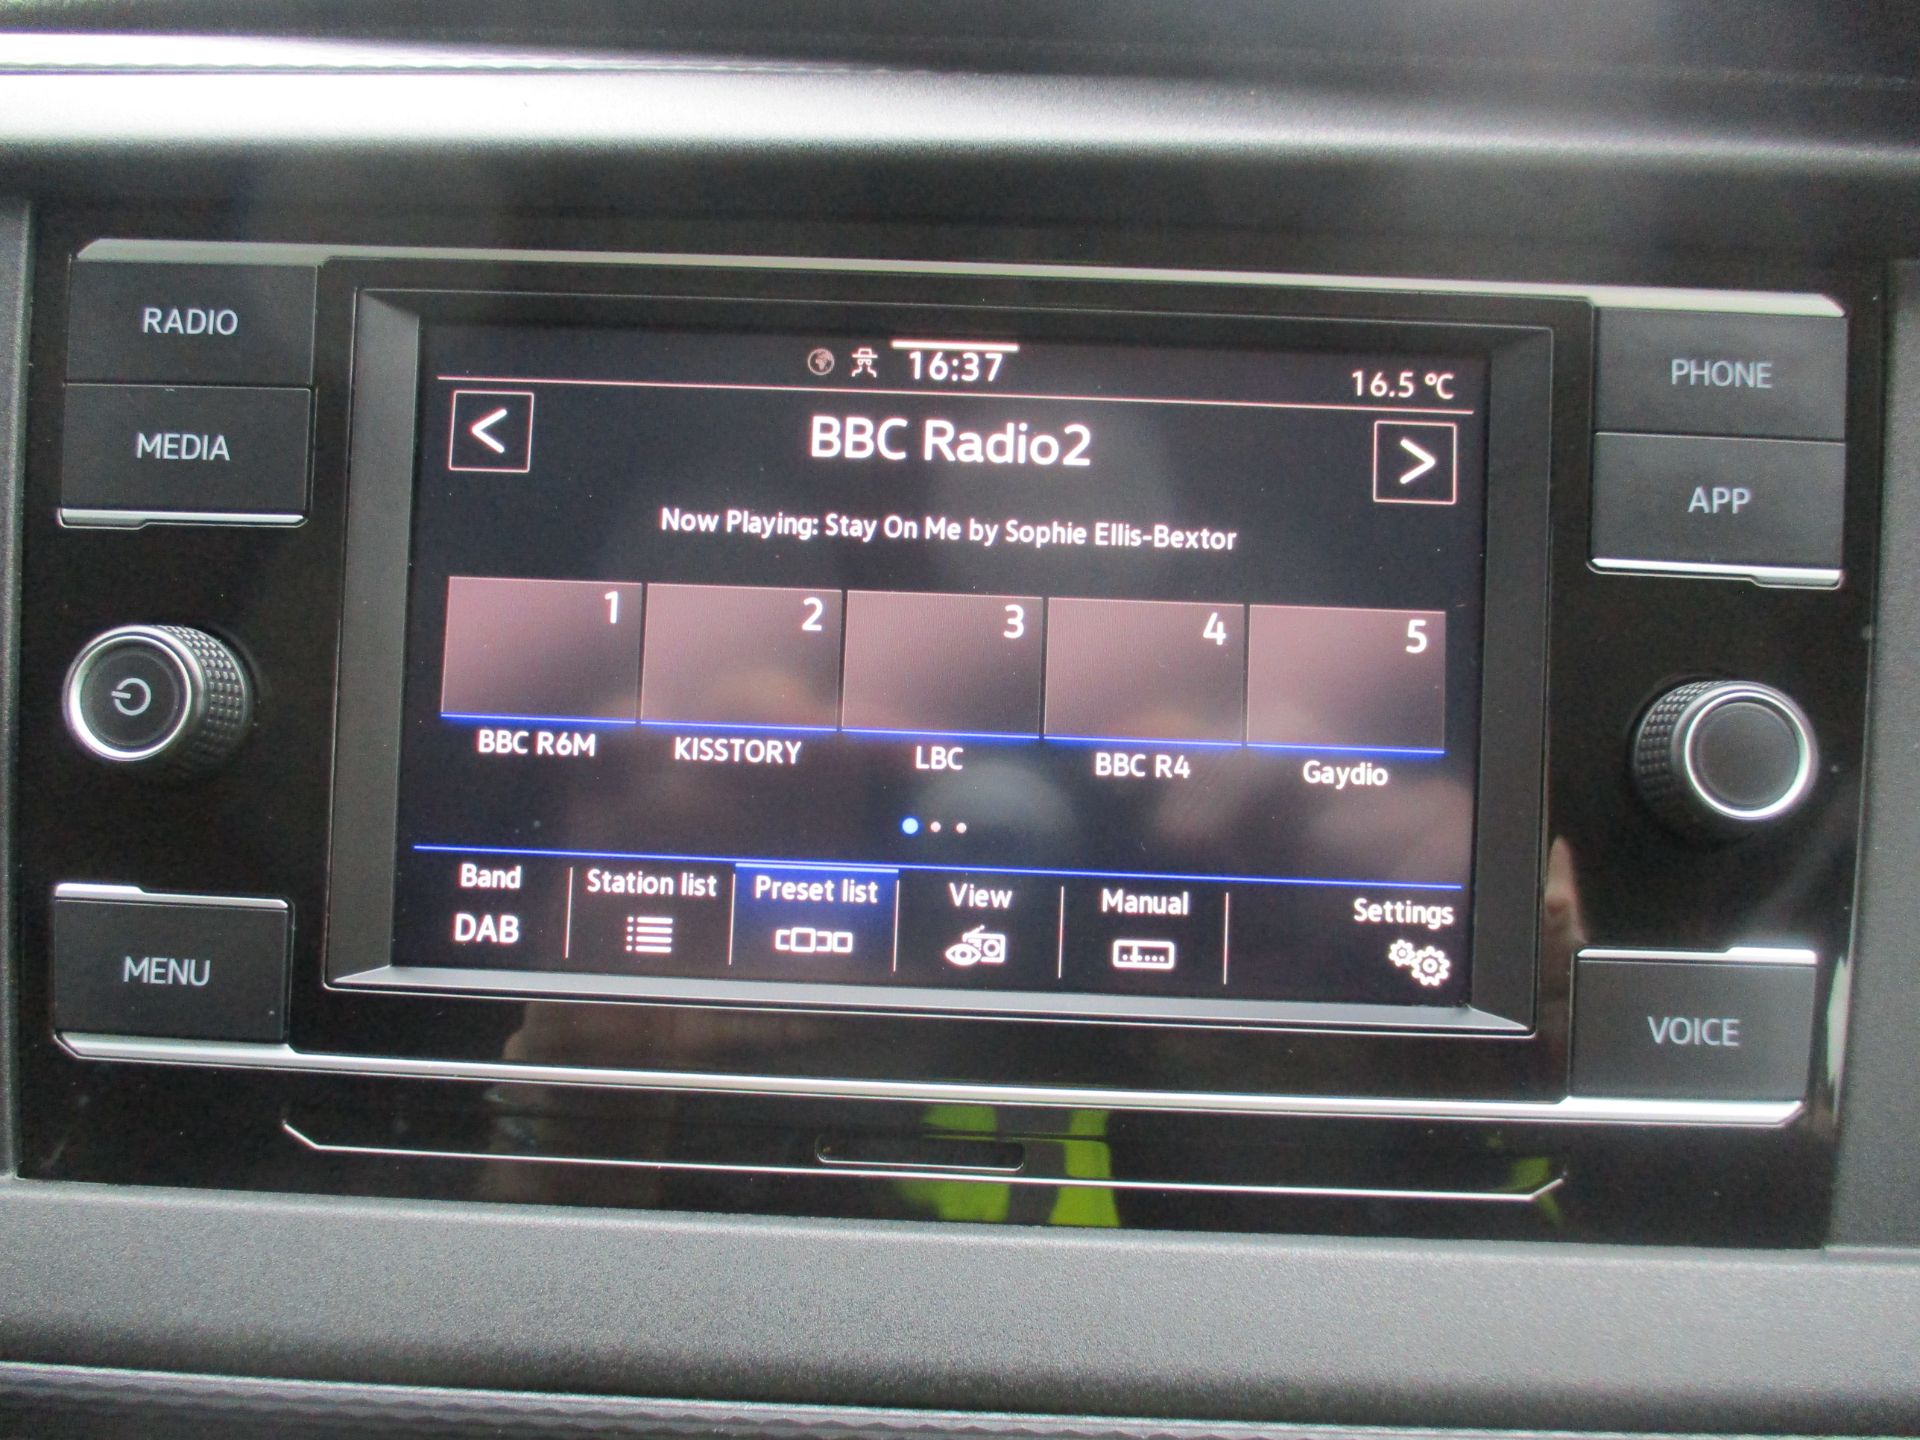 RADIO
MEDIA
MENU
16:37
16.5 °C
<
BBC Radio2
>
Now Playing: Stay On Me by Sophie Ellis-Bextor
1 2 3 4 5
BBC R6M KISSTORY LBC BBC R4 Gaydio
Band Station list Preset list View Manual Settings
DAB
PHONE
APP
VOICE